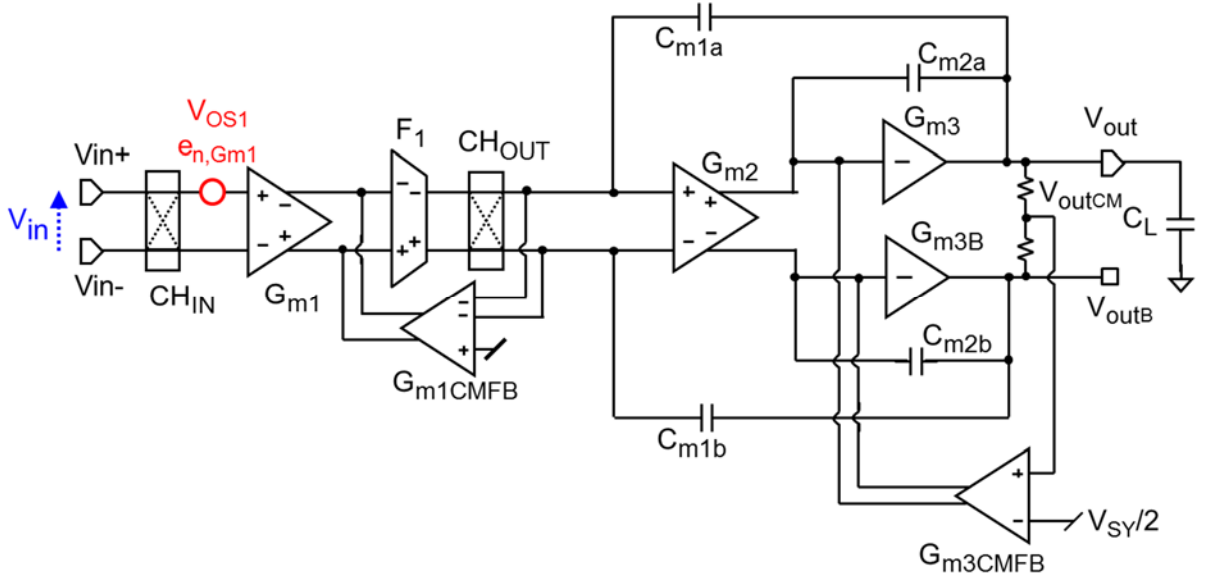 Cm1a
Cm2a
VOS1
en,Gm1
F1
CHOUT
Gm3
Vout
Vin+
Gm2
VoutCM
CL
Vin
Gm3B
Vin-
CHIN
Gm1
VoutB
Gm1CMFB
Cm2b
Cm1b
VSY/2
Gm3CMFB
+
−
−
+
−
−
+
+
−
−
+
+
+
−
−
−
−
+
−